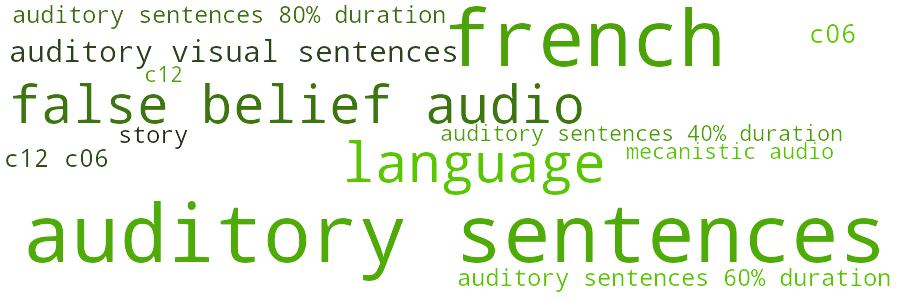 auditory sentences 80% duration
french
c06
auditory visual sentences
c12
false belief audio
story
auditory sentences 40% duration
c12 c06
language
mecanistic audio
auditory sentences
auditory sentences 60% duration